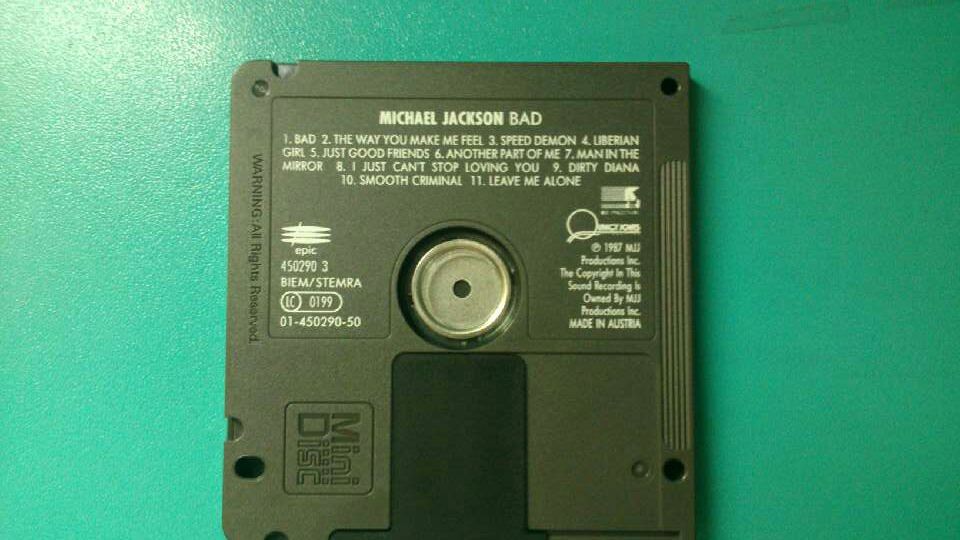 MICHAEL JACKSON BAD
1. BAD 2. THE WAY YOU MAKE ME FEEL 3. SPEED DEMON 4. LIBERIAN
GIRL 5. JUST GOOD FRIENDS 6. ANOTHER PART OF ME 7. MAN IN THE
MIRROR 8. I JUST CAN'T STOP LOVING YOU 9. DIRTY DIANA
10. SMOOTH CRIMINAL 11. LEAVE ME ALONE
epic
450290 3
BIEM/STEMRA
LC 0199
01-450290-50
QUINCY JONES
℗ 1987 MJJ
Productions Inc.
The Copyright In This
Sound Recording Is
Owned By MJJ
Productions Inc.
MADE IN AUSTRIA
WARNING: All Rights Reserved.
Mini
Disc